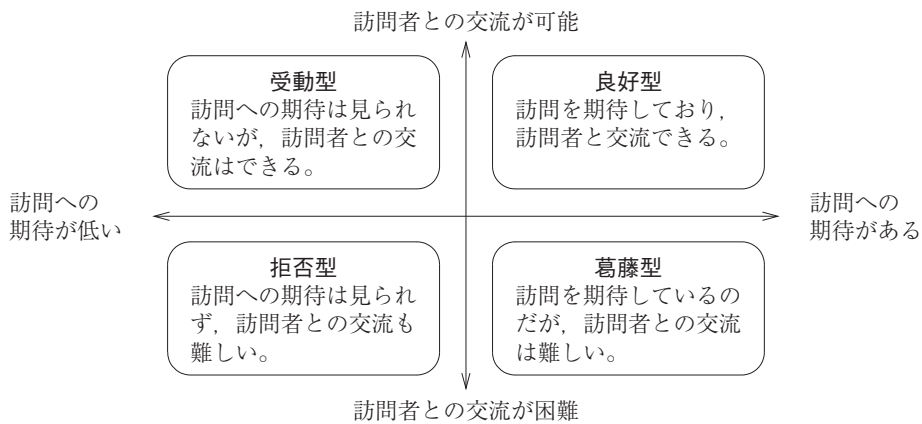 訪問者との交流が可能
受動型
訪問への期待は見られ
ないが，訪問者との交
流はできる。
良好型
訪問を期待しており，
訪問者と交流できる。
訪問への
期待が低い
訪問への
期待がある
拒否型
訪問への期待は見られ
ず，訪問者との交流も
難しい。
葛藤型
訪問を期待しているの
だが，訪問者との交流
は難しい。
訪問者との交流が困難